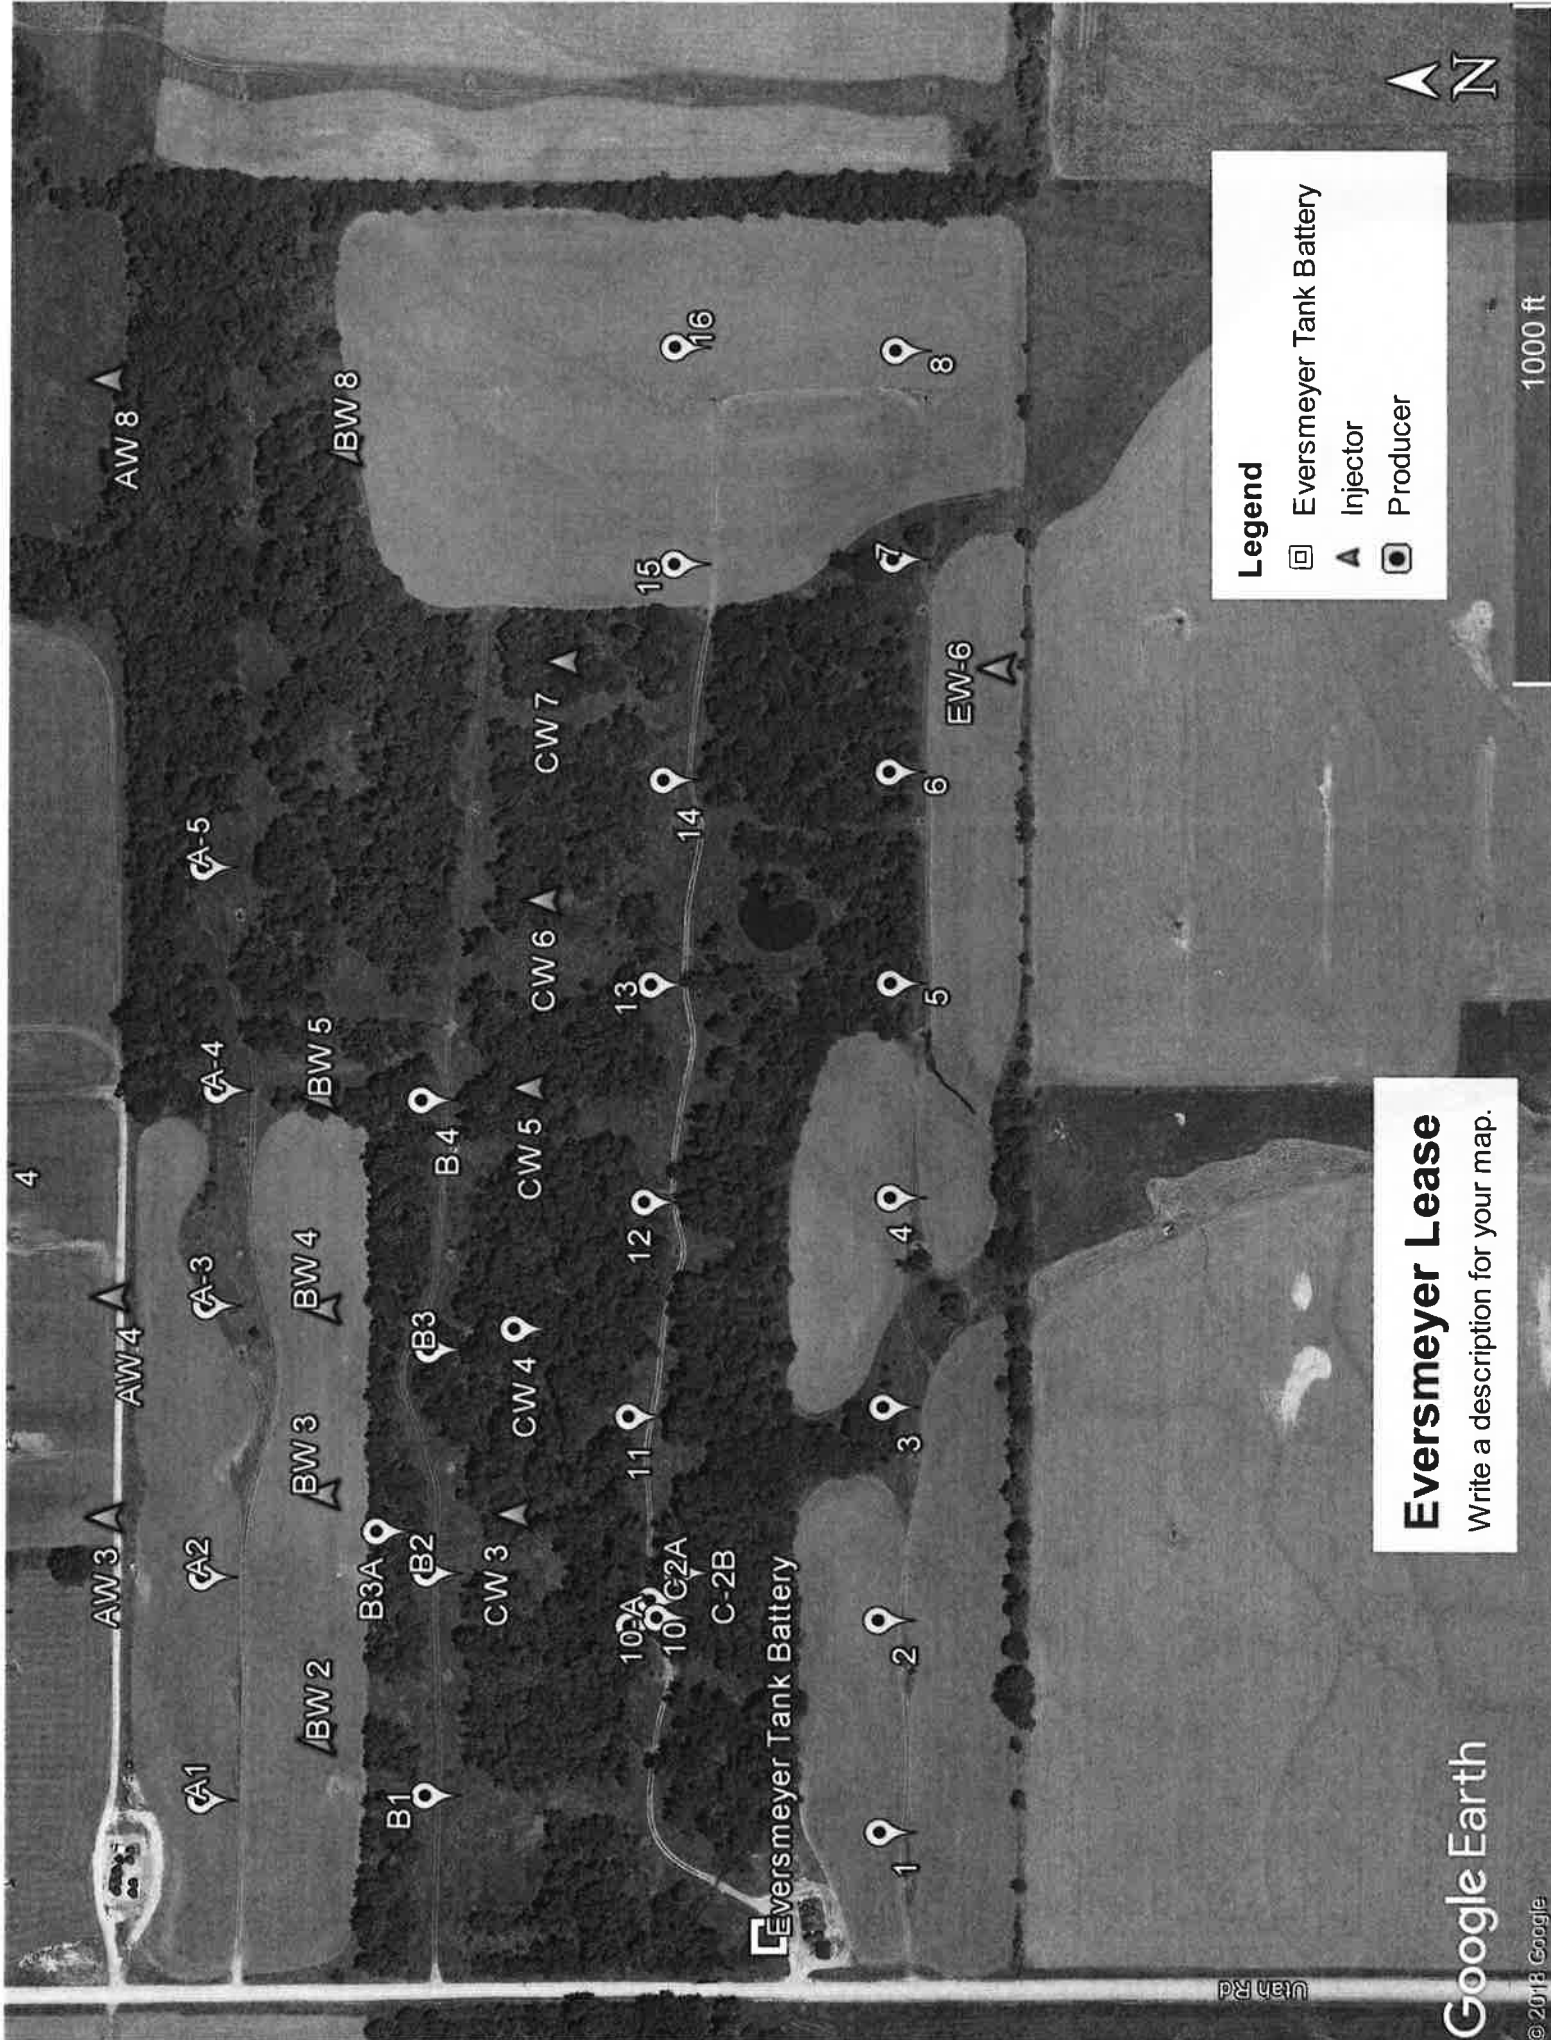 4
AW 3
AW 4
AW 8
A1
A2
A-3
A-4
A-5
BW 2
BW 3
BW 4
BW 5
BW 8
B1
B3A
B2
B3
B.4
CW 3
CW 4
CW 5
CW 6
CW 7
10-A
10
C2A
C-2B
11
12
13
14
15
16
Eversmeyer Tank Battery
1
2
3
4
5
6
7
8
EW-6
Utah Rd
Legend
Eversmeyer Tank Battery
Injector
Producer
Eversmeyer Lease
Write a description for your map.
N
Google Earth
© 2018 Google
1000 ft